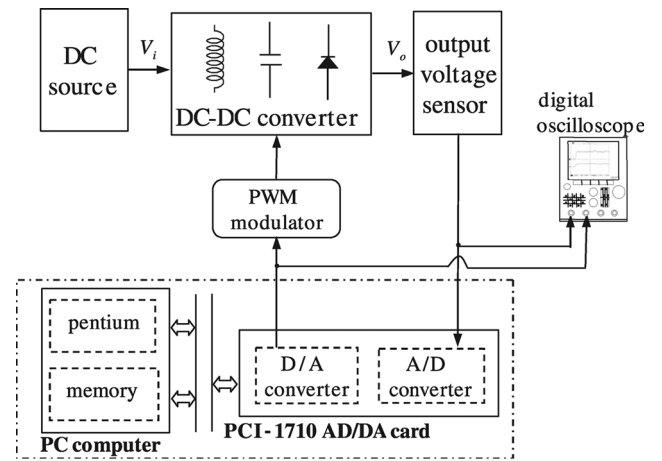 DC
source
V_i
DC-DC converter
V_o
output
voltage
sensor
digital
oscilloscope
PWM
modulator
pentium
memory
PC computer
D/A
converter
A/D
converter
PCI-1710 AD/DA card